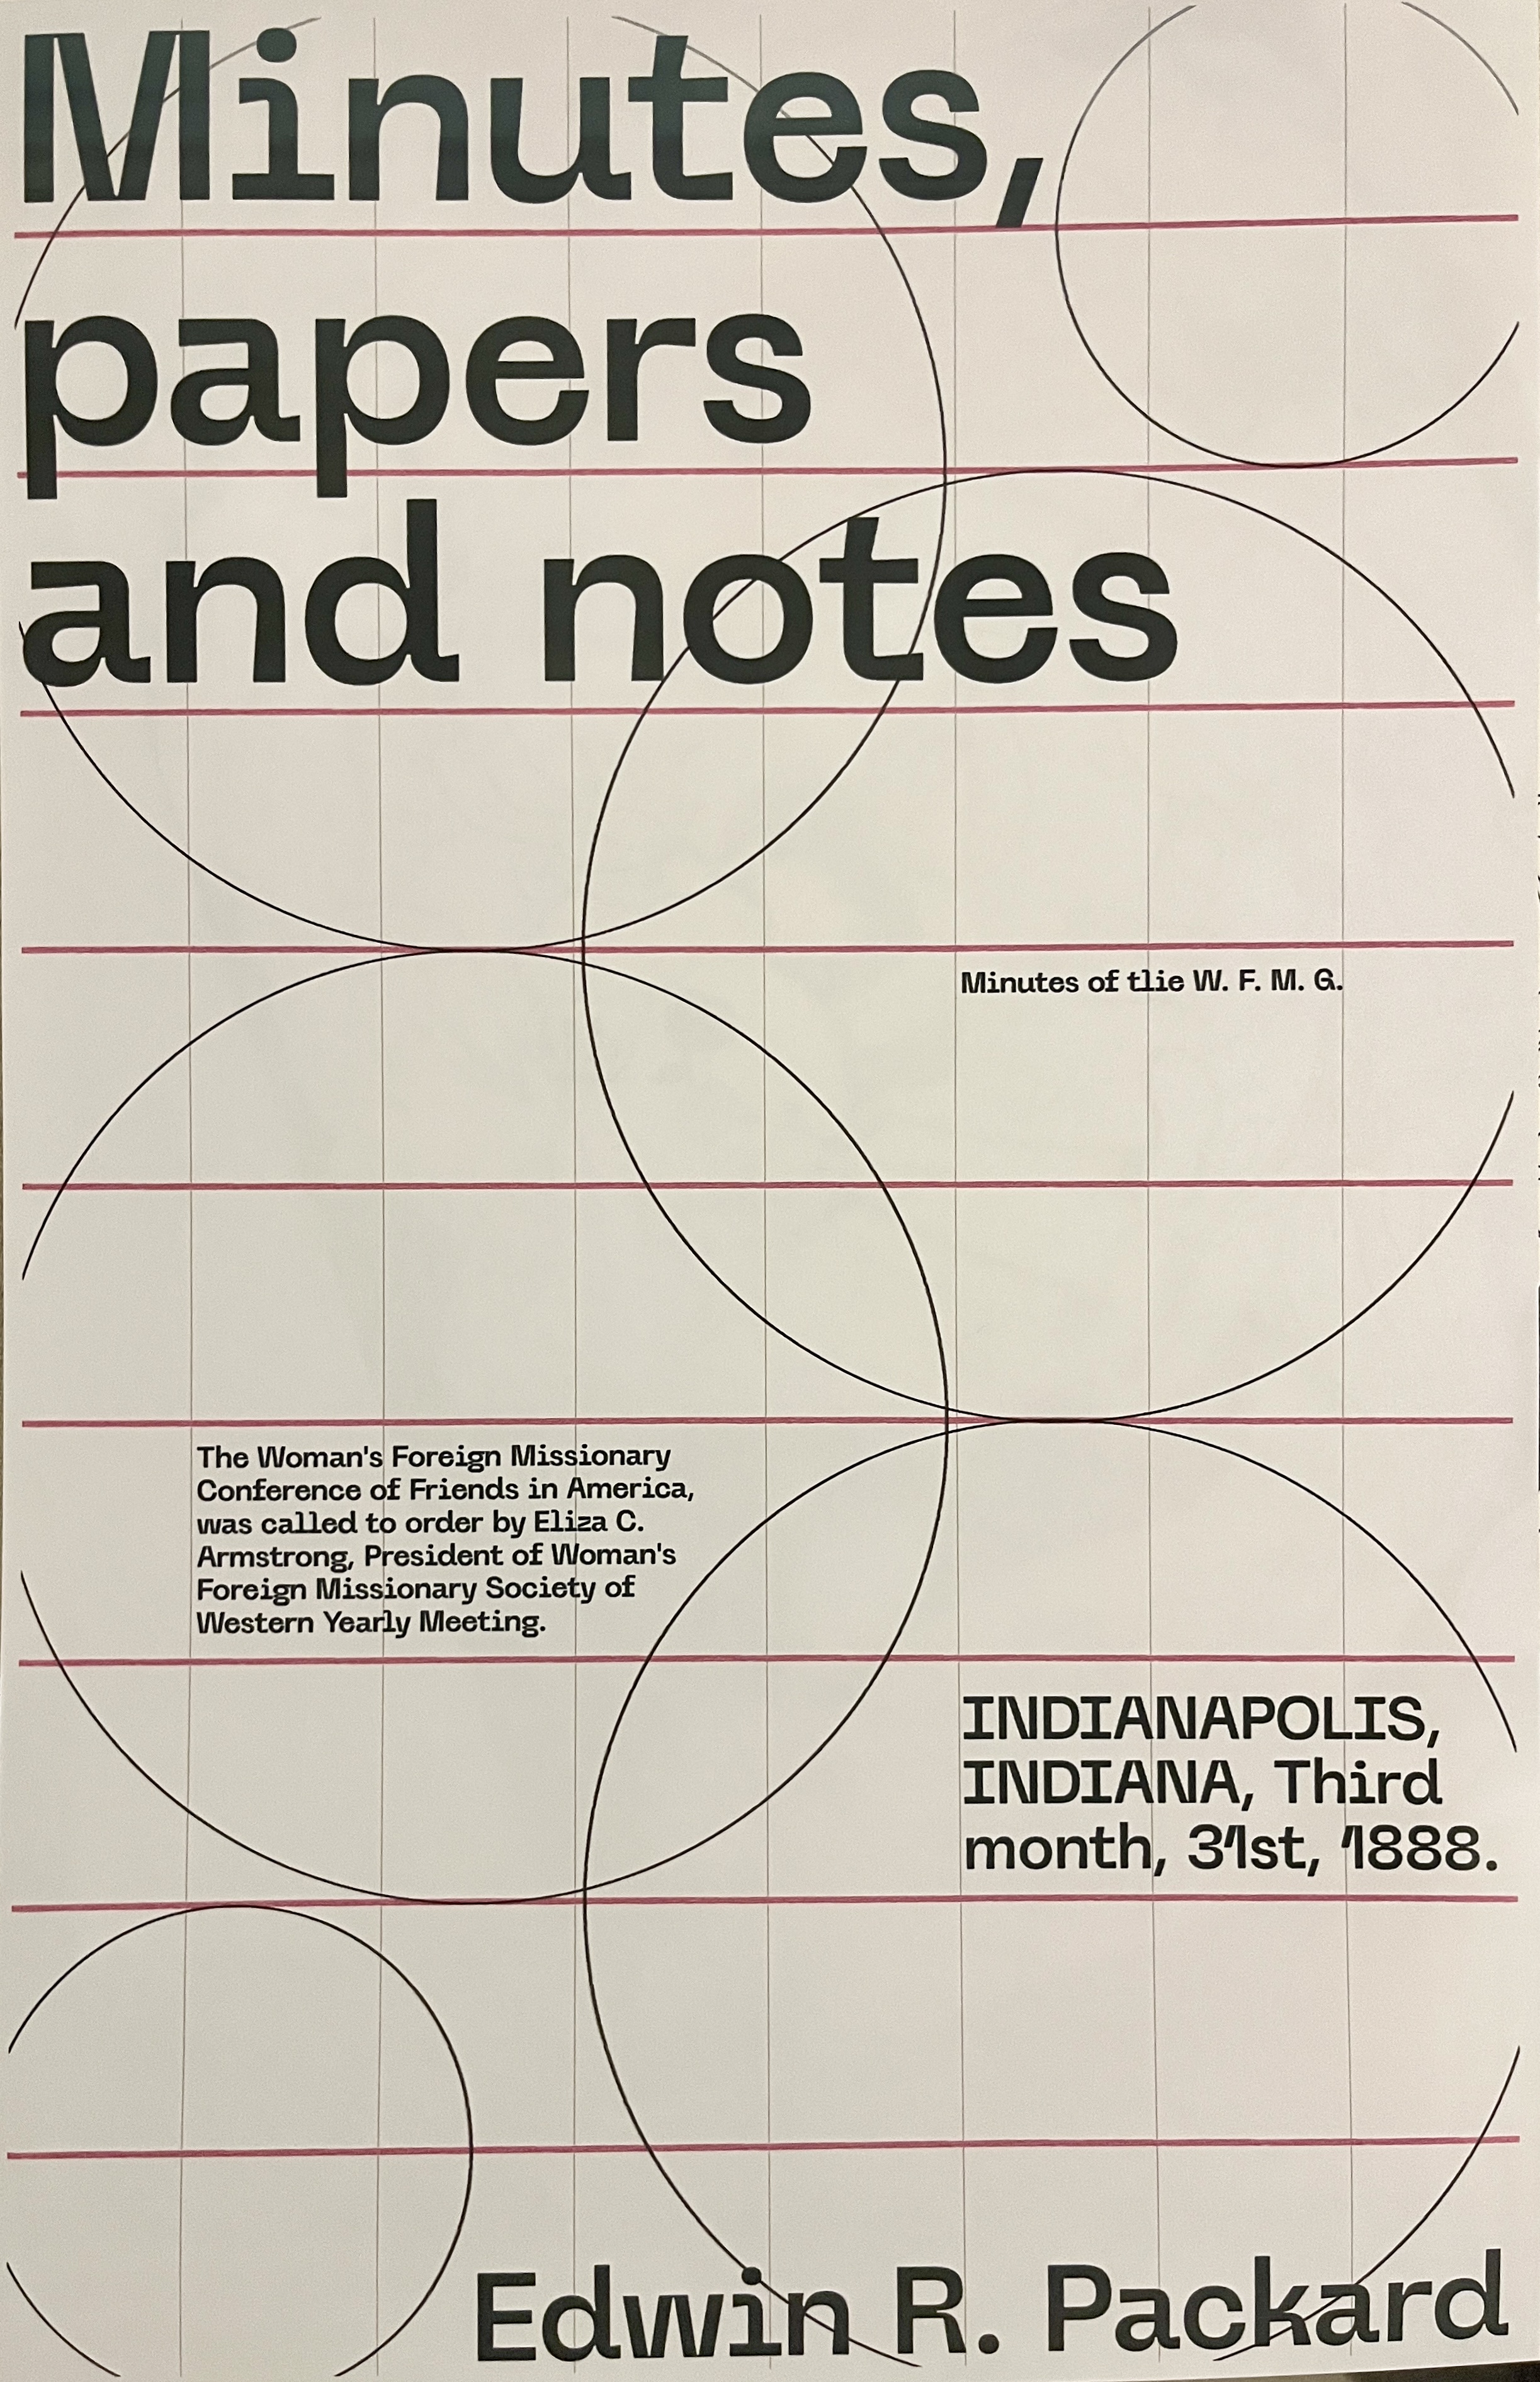 Minutes,
papers
and notes
Minutes of tlie W. F. M. G.
The Woman's Foreign Missionary
Conference of Friends in America,
was called to order by Eliza C.
Armstrong, President of Woman's
Foreign Missionary Society of
Western Yearly Meeting.
INDIANAPOLIS,
INDIANA, Third
month, 31st, 1888.
Edwin R. Packard